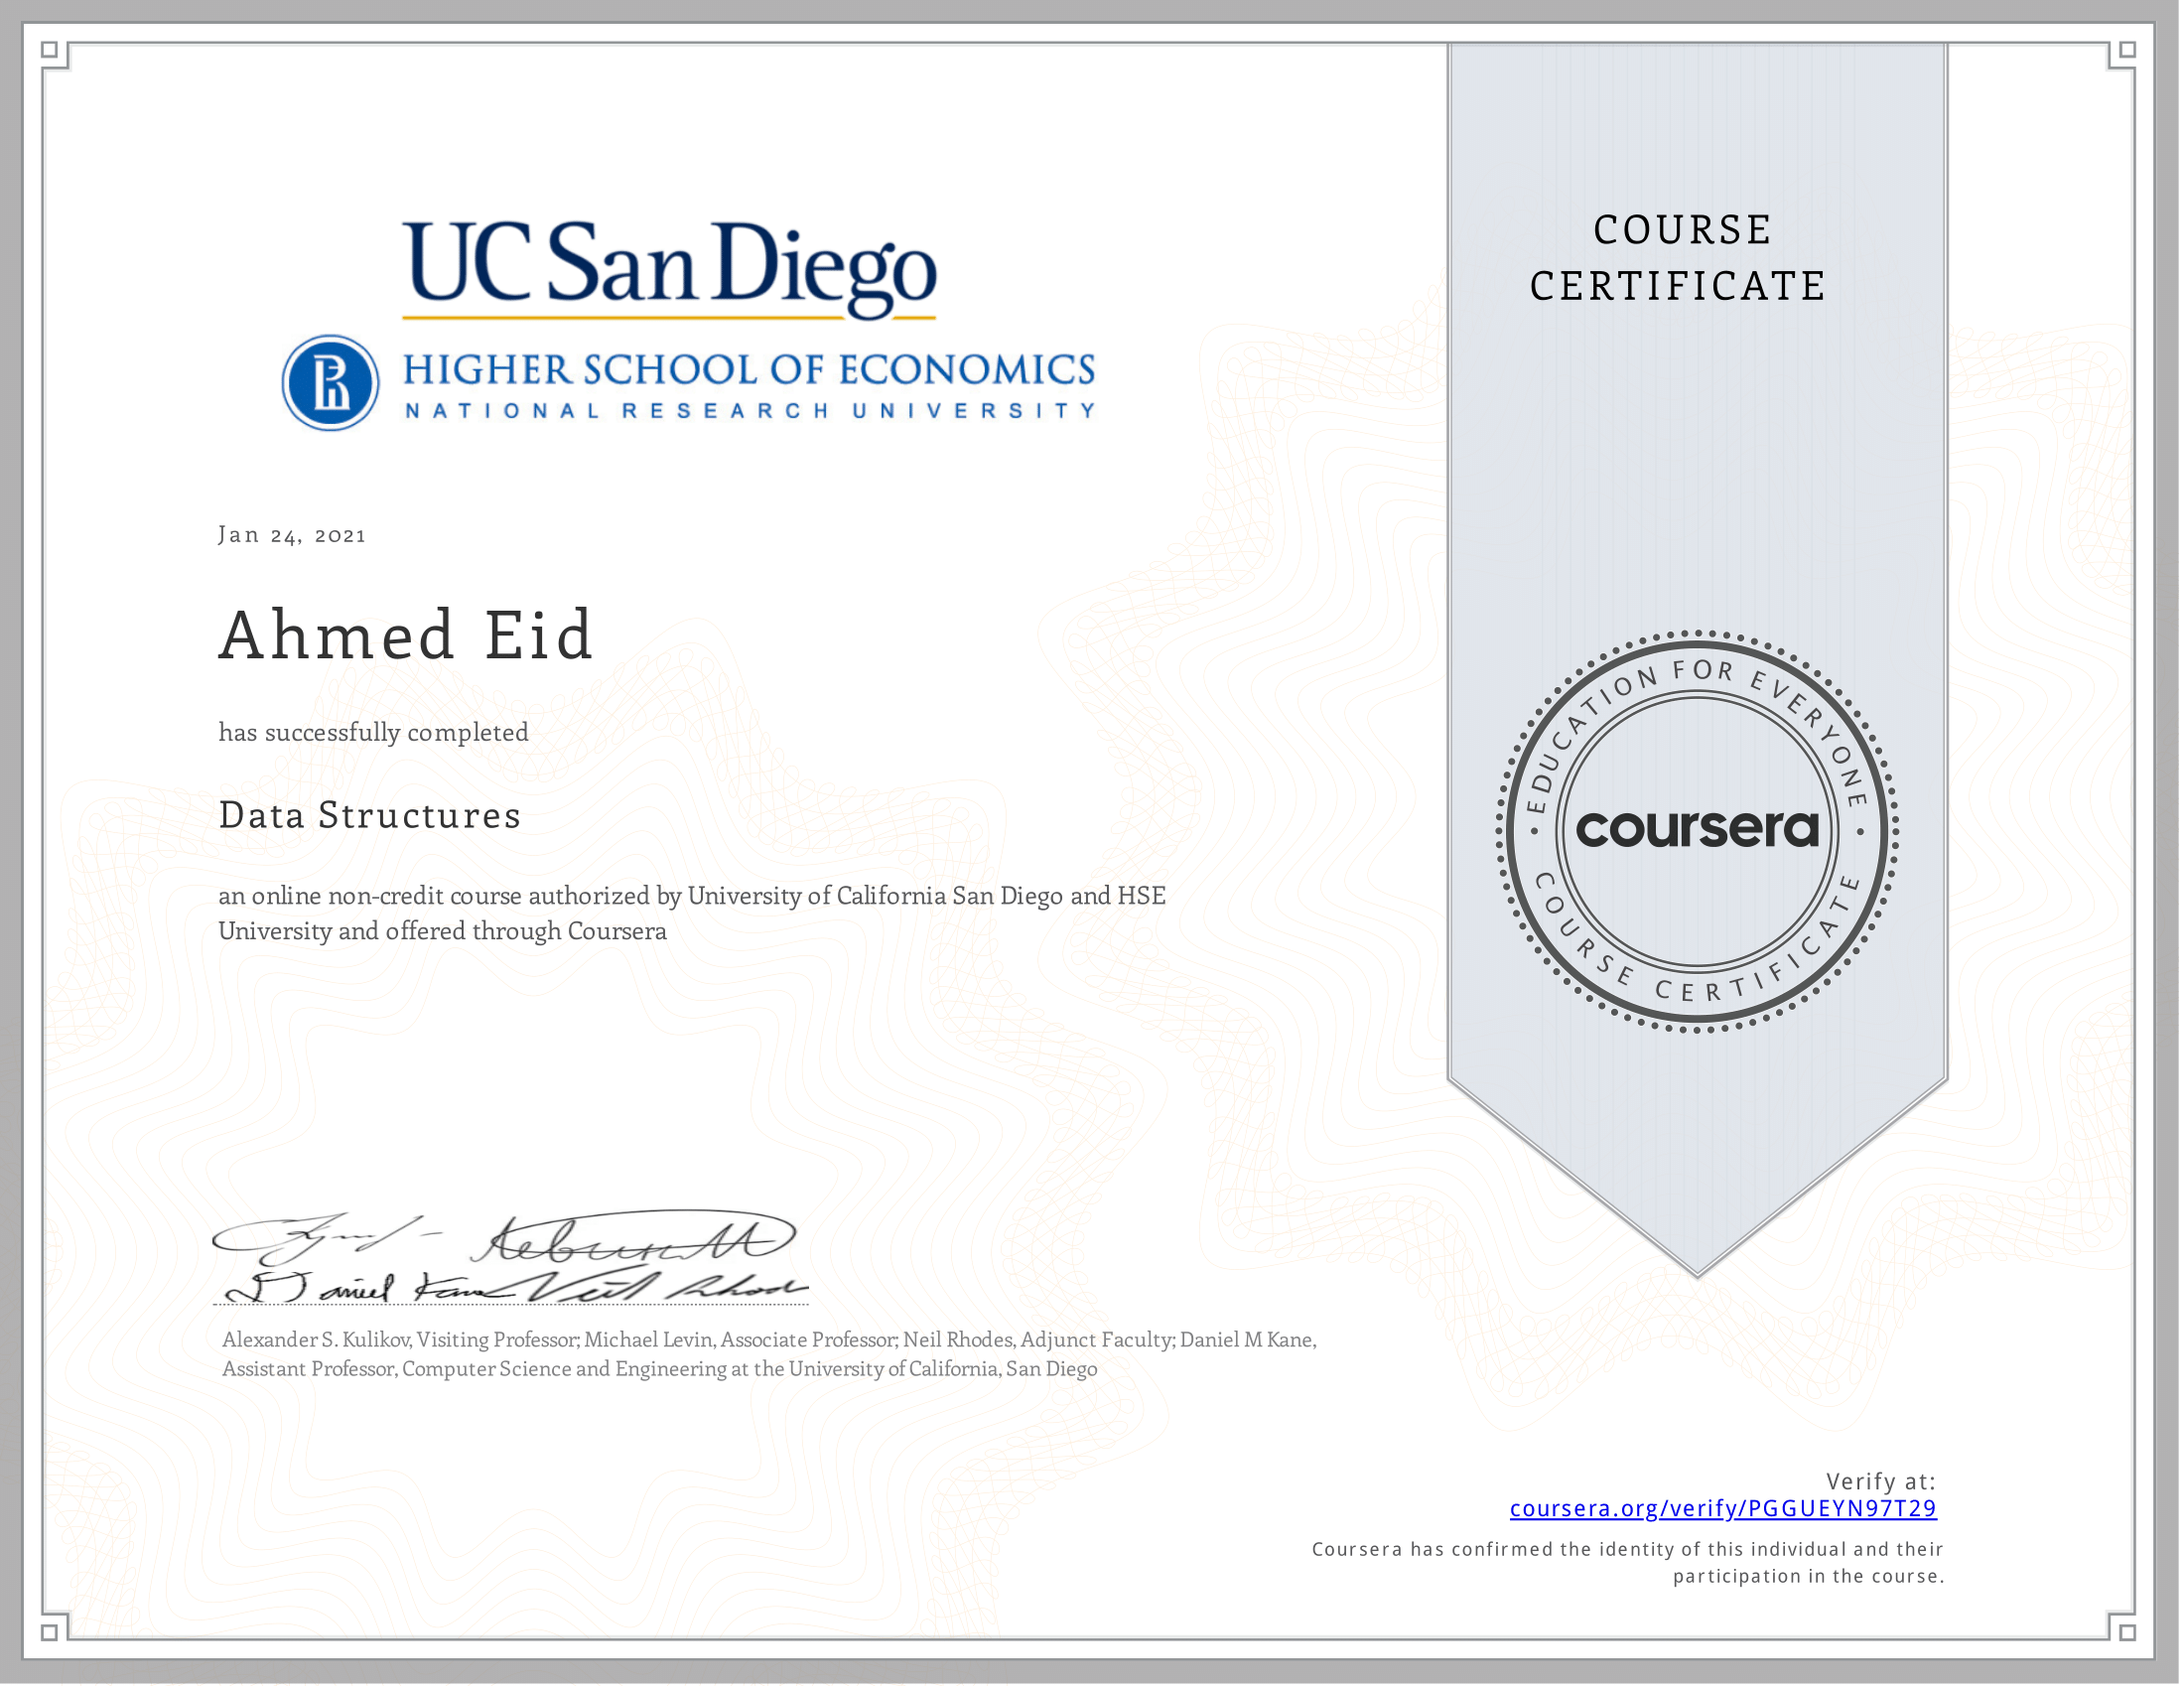 UC San Diego
HIGHER SCHOOL OF ECONOMICS
NATIONAL RESEARCH UNIVERSITY
COURSE
CERTIFICATE
Jan 24, 2021
Ahmed Eid
has successfully completed
Data Structures
an online non-credit course authorized by University of California San Diego and HSE
University and offered through Coursera
EDUCATION FOR EVERYONE
coursera
COURSE CERTIFICATE
Daniel Kane Neil Rhodes
Alexander S. Kulikov, Visiting Professor; Michael Levin, Associate Professor; Neil Rhodes, Adjunct Faculty; Daniel M Kane,
Assistant Professor, Computer Science and Engineering at the University of California, San Diego
Verify at:
coursera.org/verify/PGGUEYN97T29
Coursera has confirmed the identity of this individual and their
participation in the course.